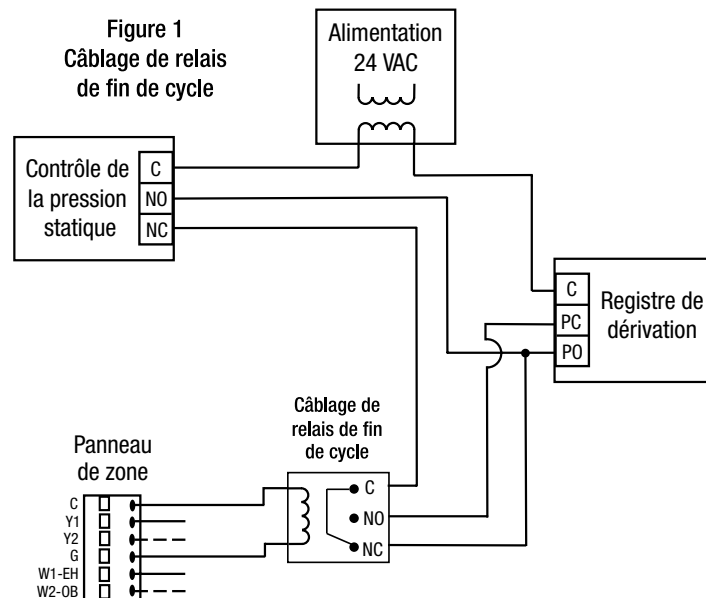 Figure 1
Câblage de relais
de fin de cycle
Alimentation
24 VAC
Contrôle de
la pression
statique
C
NO
NC
C
PC
PO
Registre de
dérivation
Câblage de
relais de fin
de cycle
C
NO
NC
Panneau
de zone
C
Y1
Y2
G
W1-EH
W2-OB